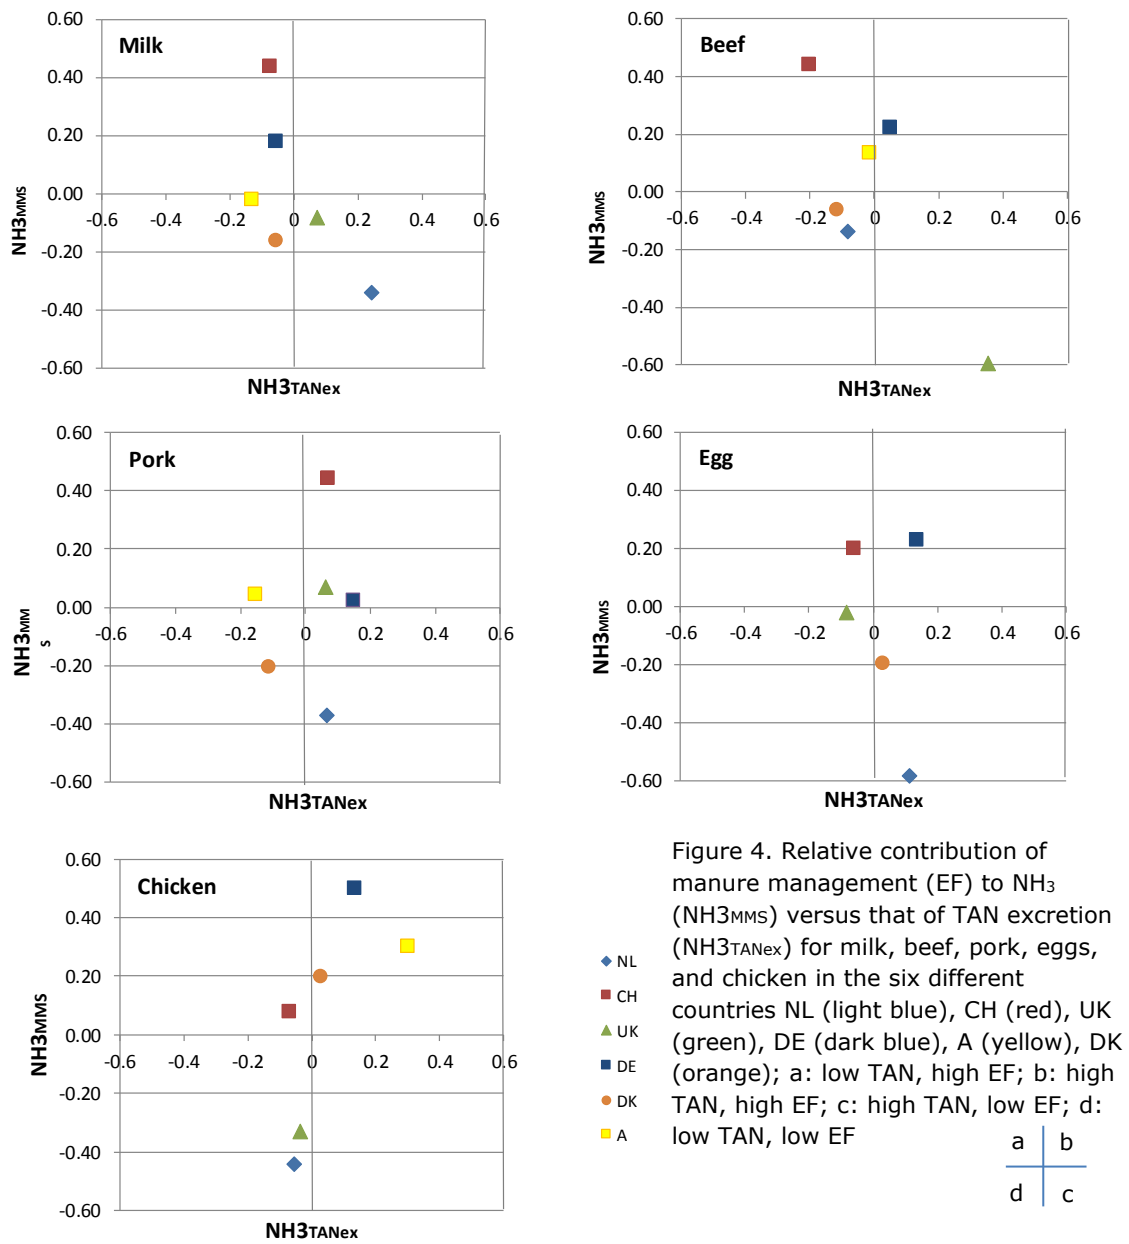 Milk
0.60
0.40
0.20
0.00
-0.20
-0.40
-0.60
-0.6 -0.4 -0.2 0 0.2 0.4 0.6
NH3MMS
NH3TANex
Beef
0.60
0.40
0.20
0.00
-0.20
-0.40
-0.60
-0.6 -0.4 -0.2 0 0.2 0.4 0.6
NH3MMS
NH3TANex
Pork
0.60
0.40
0.20
0.00
-0.20
-0.40
-0.60
-0.6 -0.4 -0.2 0 0.2 0.4 0.6
NH3MM
S
NH3TANex
Egg
0.60
0.40
0.20
0.00
-0.20
-0.40
-0.60
-0.6 -0.4 -0.2 0 0.2 0.4 0.6
NH3MMS
NH3TANex
Chicken
0.60
0.40
0.20
0.00
-0.20
-0.40
-0.60
-0.6 -0.4 -0.2 0 0.2 0.4 0.6
NH3MMS
NH3TANex
NL
CH
UK
DE
DK
A
Figure 4. Relative contribution of
manure management (EF) to NH3
(NH3MMS) versus that of TAN excretion
(NH3TANex) for milk, beef, pork, eggs,
and chicken in the six different
countries NL (light blue), CH (red), UK
(green), DE (dark blue), A (yellow), DK
(orange); a: low TAN, high EF; b: high
TAN, high EF; c: high TAN, low EF; d:
low TAN, low EF
a b
d c